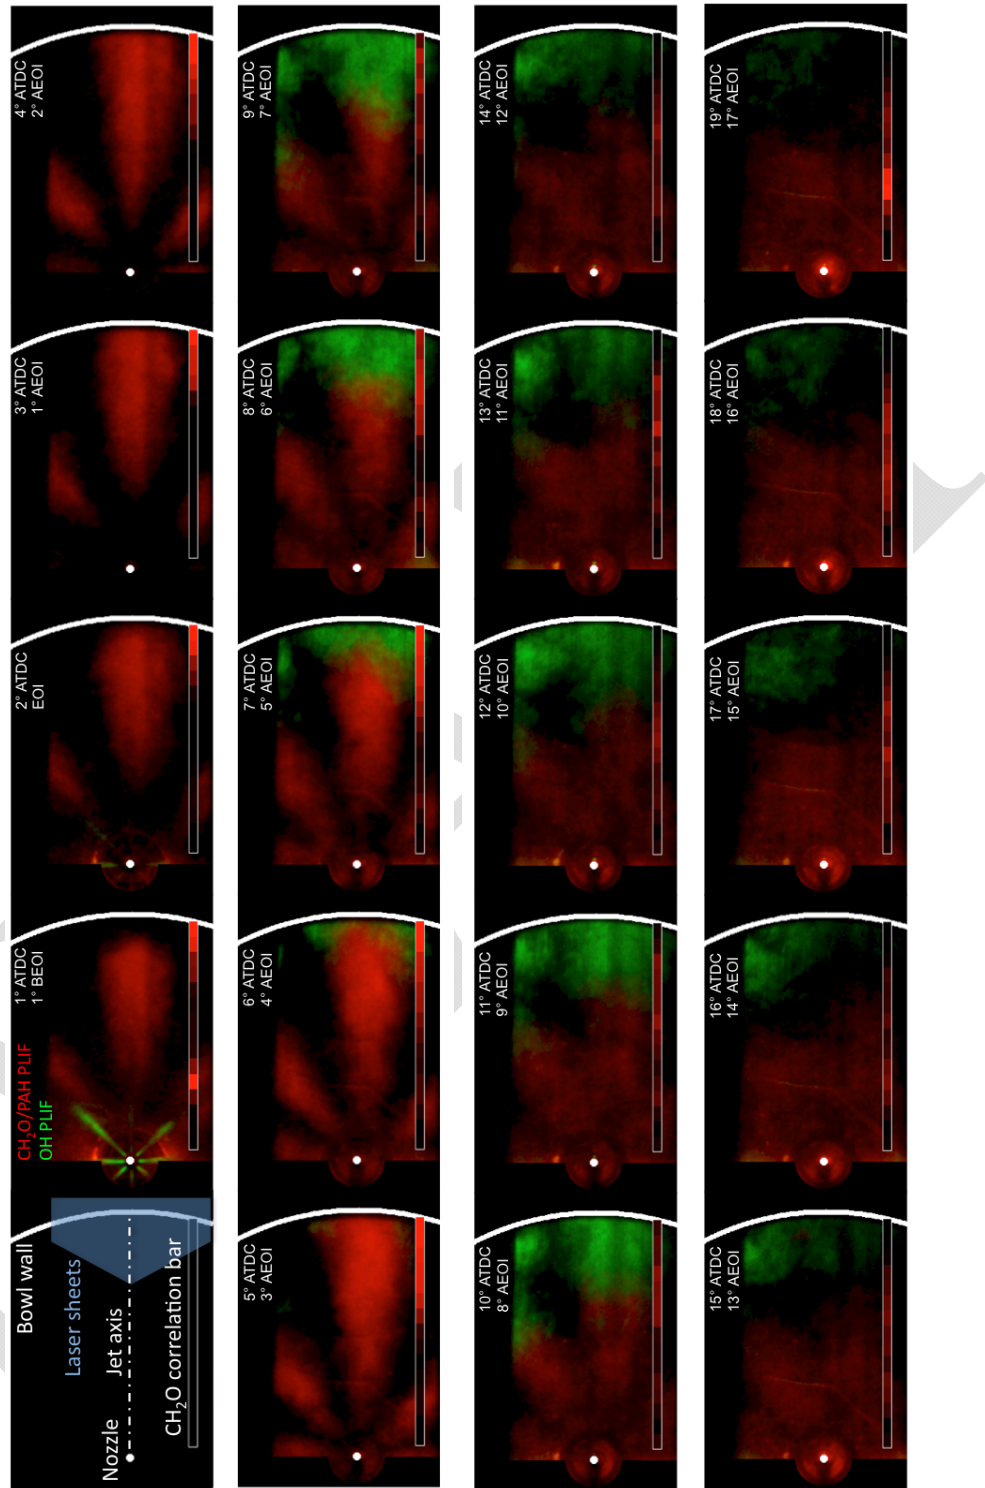 Bowl wall
Laser sheets
Nozzle Jet axis
CH₂O correlation bar
CH₂O/PAH PLIF
OH PLIF
1° ATDC
1° BEOI
2° ATDC
EOI
3° ATDC
1° AEOI
4° ATDC
2° AEOI
5° ATDC
3° AEOI
6° ATDC
4° AEOI
7° ATDC
5° AEOI
8° ATDC
6° AEOI
9° ATDC
7° AEOI
10° ATDC
8° AEOI
11° ATDC
9° AEOI
12° ATDC
10° AEOI
13° ATDC
11° AEOI
14° ATDC
12° AEOI
15° ATDC
13° AEOI
16° ATDC
14° AEOI
17° ATDC
15° AEOI
18° ATDC
16° AEOI
19° ATDC
17° AEOI